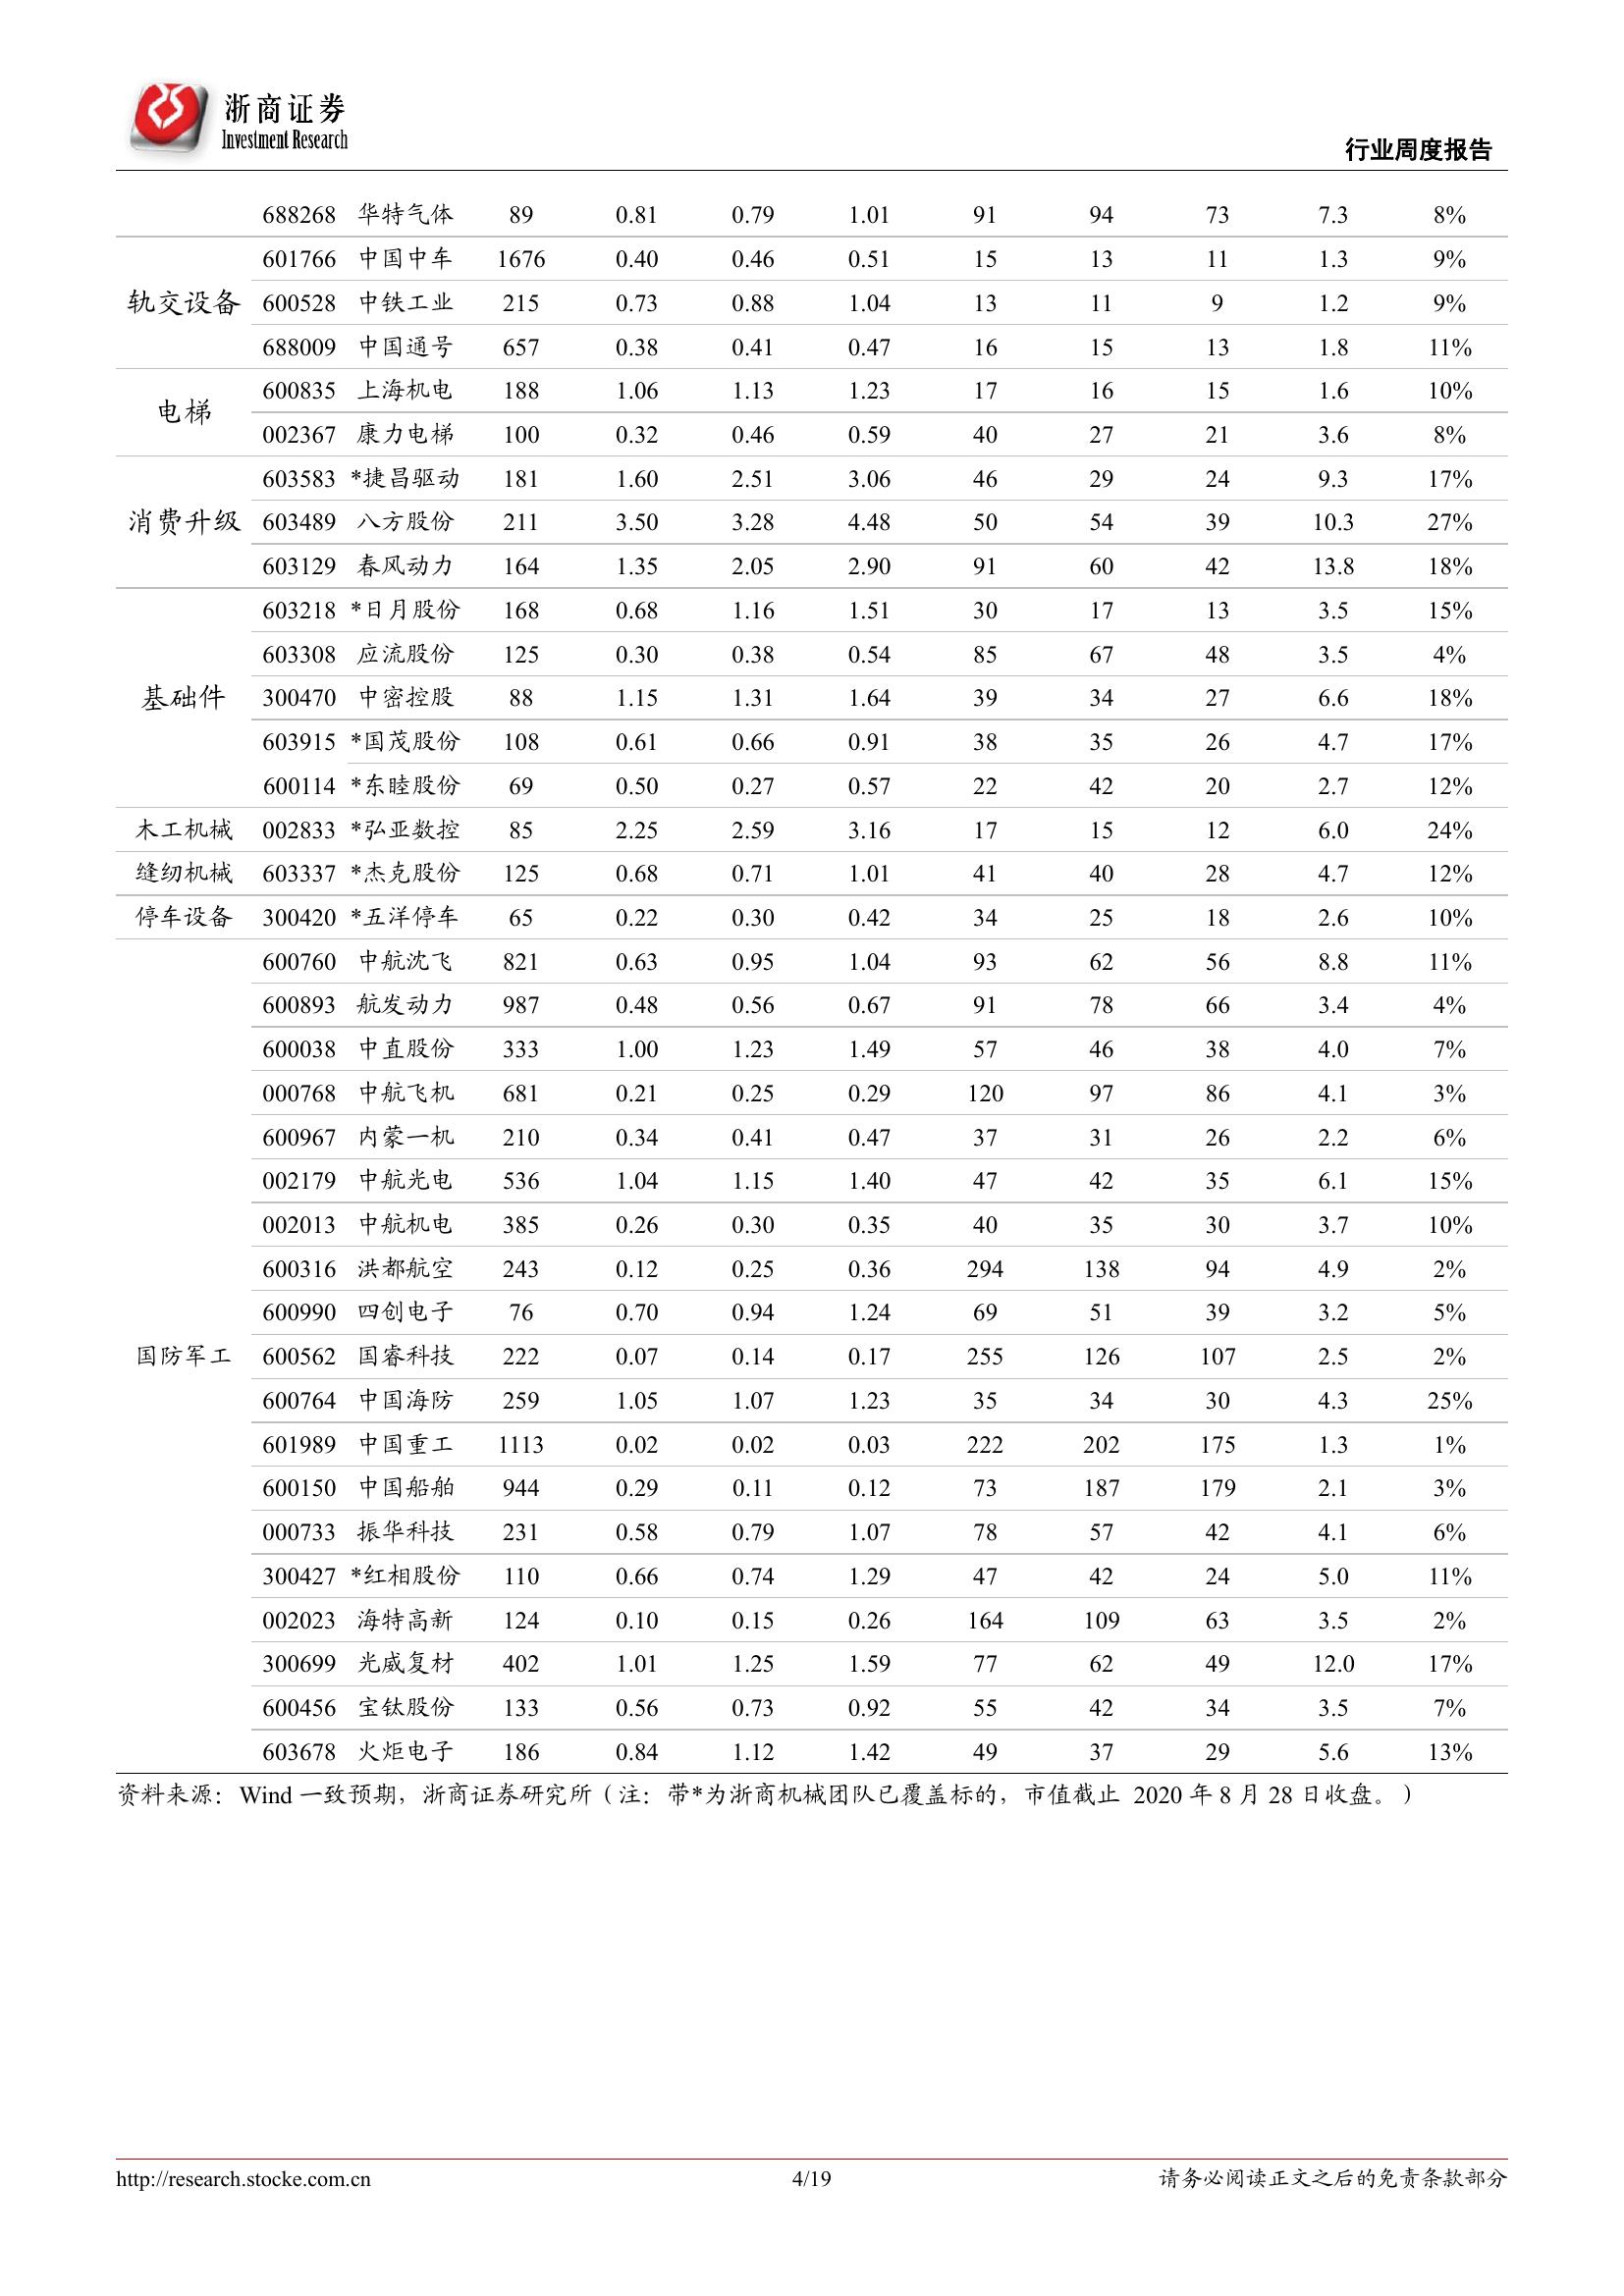 浙商证券
Investment Research
行业周度报告
688268 华特气体 89 0.81 0.79 1.01 91 94 73 7.3 8%
601766 中国中车 1676 0.40 0.46 0.51 15 13 11 1.3 9%
轨交设备 600528 中铁工业 215 0.73 0.88 1.04 13 11 9 1.2 9%
688009 中国通号 657 0.38 0.41 0.47 16 15 13 1.8 11%
电梯
600835 上海机电 188 1.06 1.13 1.23 17 16 15 1.6 10%
002367 康力电梯 100 0.32 0.46 0.59 40 27 21 3.6 8%
603583 *捷昌驱动 181 1.60 2.51 3.06 46 29 24 9.3 17%
消费升级 603489 八方股份 211 3.50 3.28 4.48 50 54 39 10.3 27%
603129 春风动力 164 1.35 2.05 2.90 91 60 42 13.8 18%
603218 *日月股份 168 0.68 1.16 1.51 30 17 13 3.5 15%
603308 应流股份 125 0.30 0.38 0.54 85 67 48 3.5 4%
基础件 300470 中密控股 88 1.15 1.31 1.64 39 34 27 6.6 18%
603915 *国茂股份 108 0.61 0.66 0.91 38 35 26 4.7 17%
600114 *东睦股份 69 0.50 0.27 0.57 22 42 20 2.7 12%
木工机械 002833 *弘亚数控 85 2.25 2.59 3.16 17 15 12 6.0 24%
缝纫机械 603337 *杰克股份 125 0.68 0.71 1.01 41 40 28 4.7 12%
停车设备 300420 *五洋停车 65 0.22 0.30 0.42 34 25 18 2.6 10%
600760 中航沈飞 821 0.63 0.95 1.04 93 62 56 8.8 11%
600893 航发动力 987 0.48 0.56 0.67 91 78 66 3.4 4%
600038 中直股份 333 1.00 1.23 1.49 57 46 38 4.0 7%
000768 中航飞机 681 0.21 0.25 0.29 120 97 86 4.1 3%
600967 内蒙一机 210 0.34 0.41 0.47 37 31 26 2.2 6%
002179 中航光电 536 1.04 1.15 1.40 47 42 35 6.1 15%
002013 中航机电 385 0.26 0.30 0.35 40 35 30 3.7 10%
600316 洪都航空 243 0.12 0.25 0.36 294 138 94 4.9 2%
600990 四创电子 76 0.70 0.94 1.24 69 51 39 3.2 5%
国防军工 600562 国睿科技 222 0.07 0.14 0.17 255 126 107 2.5 2%
600764 中国海防 259 1.05 1.07 1.23 35 34 30 4.3 25%
601989 中国重工 1113 0.02 0.02 0.03 222 202 175 1.3 1%
600150 中国船舶 944 0.29 0.11 0.12 73 187 179 2.1 3%
000733 振华科技 231 0.58 0.79 1.07 78 57 42 4.1 6%
300427 *红相股份 110 0.66 0.74 1.29 47 42 24 5.0 11%
002023 海特高新 124 0.10 0.15 0.26 164 109 63 3.5 2%
300699 光威复材 402 1.01 1.25 1.59 77 62 49 12.0 17%
600456 宝钛股份 133 0.56 0.73 0.92 55 42 34 3.5 7%
603678 火炬电子 186 0.84 1.12 1.42 49 37 29 5.6 13%
资料来源：Wind 一致预期，浙商证券研究所（注：带*为浙商机械团队已覆盖标的，市值截止 2020 年 8 月 28 日收盘。）
http://research.stocke.com.cn 4/19 请务必阅读正文之后的免责条款部分